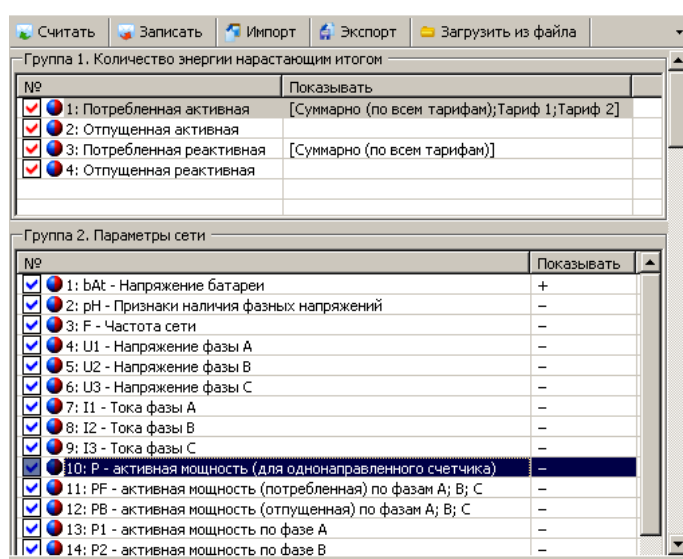 Считать Записать Импорт Экспорт Загрузить из файла
Группа 1. Количество энергии нарастающим итогом
№ Показывать
1: Потребленная активная [Суммарно (по всем тарифам);Тариф 1;Тариф 2]
2: Отпущенная активная
3: Потребленная реактивная [Суммарно (по всем тарифам)]
4: Отпущенная реактивная
Группа 2. Параметры сети
№ Показывать
1: bAt - Напряжение батареи +
2: pH - Признаки наличия фазных напряжений –
3: F - Частота сети –
4: U1 - Напряжение фазы А –
5: U2 - Напряжение фазы В –
6: U3 - Напряжение фазы С –
7: I1 - Тока фазы А –
8: I2 - Тока фазы В –
9: I3 - Тока фазы С –
10: P - активная мощность (для однонаправленного счетчика) –
11: PF - активная мощность (потребленная) по фазам А; В; С –
12: PB - активная мощность (отпущенная) по фазам А; В; С –
13: P1 - активная мощность по фазе А –
14: P2 - активная мощность по фазе В –